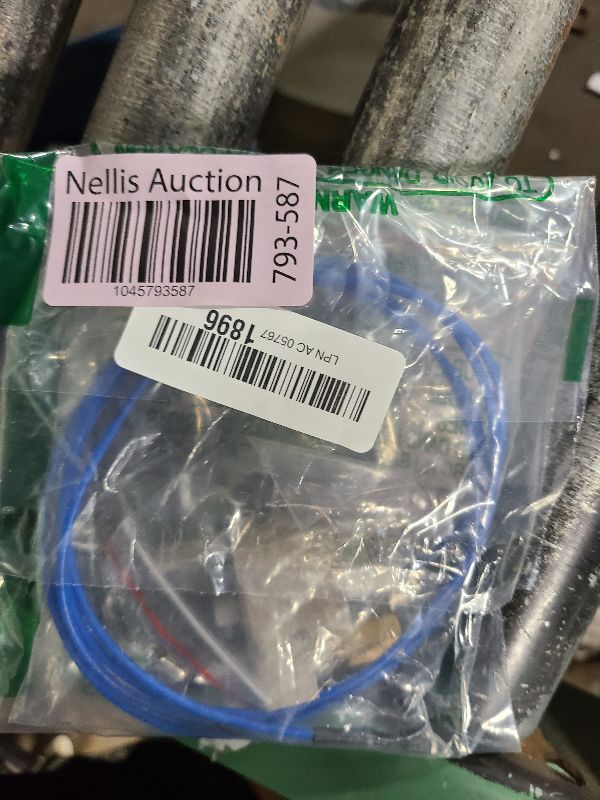 Nellis Auction
793-587
1045793587
LPN AC 05767
1896
WARN